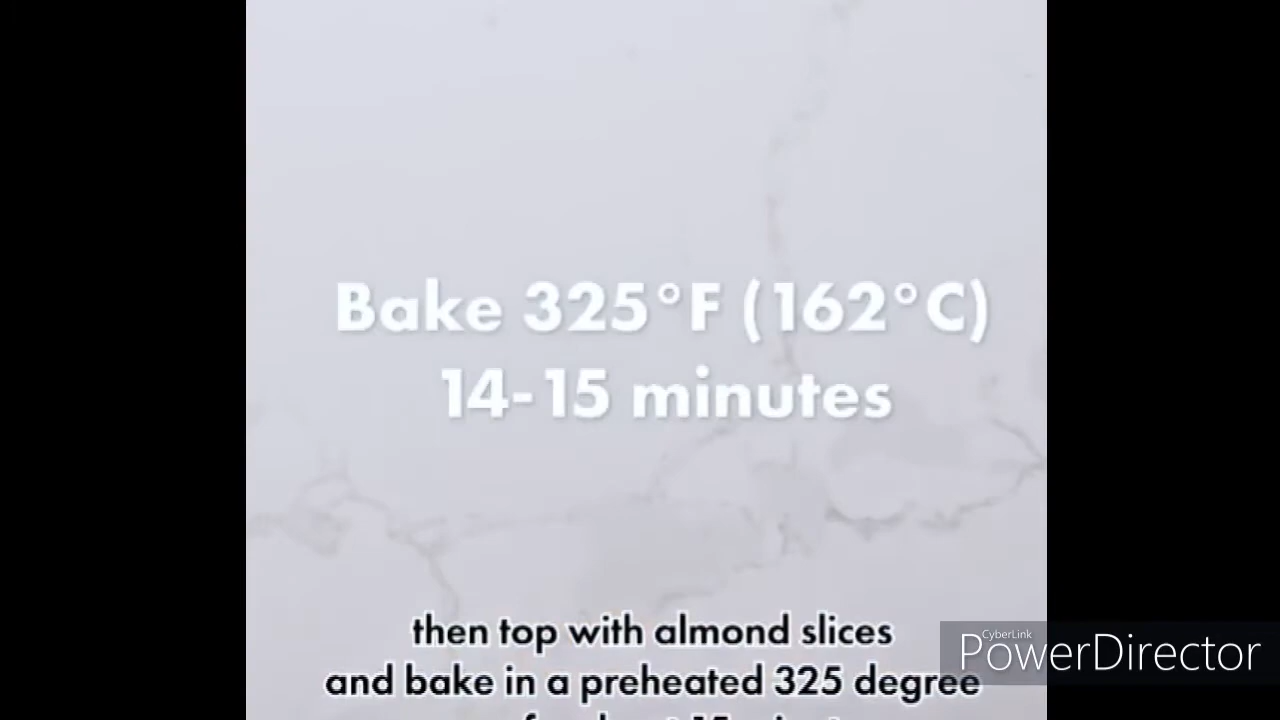 Bake 325°F (162°C)
14-15 minutes
then top with almond slices
and bake in a preheated 325 degree
CyberLink
PowerDirector